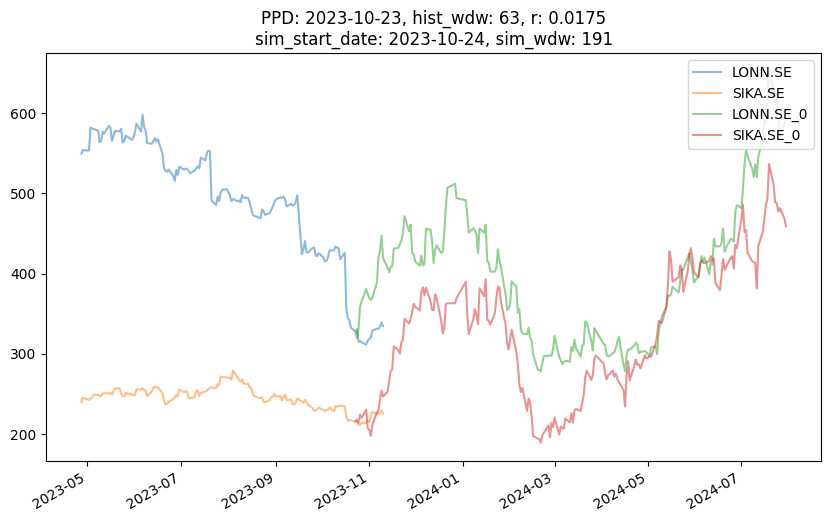 PPD: 2023-10-23, hist_wdw: 63, r: 0.0175
sim_start_date: 2023-10-24, sim_wdw: 191
LONN.SE
SIKA.SE
LONN.SE_0
SIKA.SE_0
600
500
400
300
200
2023-05
2023-07
2023-09
2023-11
2024-01
2024-03
2024-05
2024-07